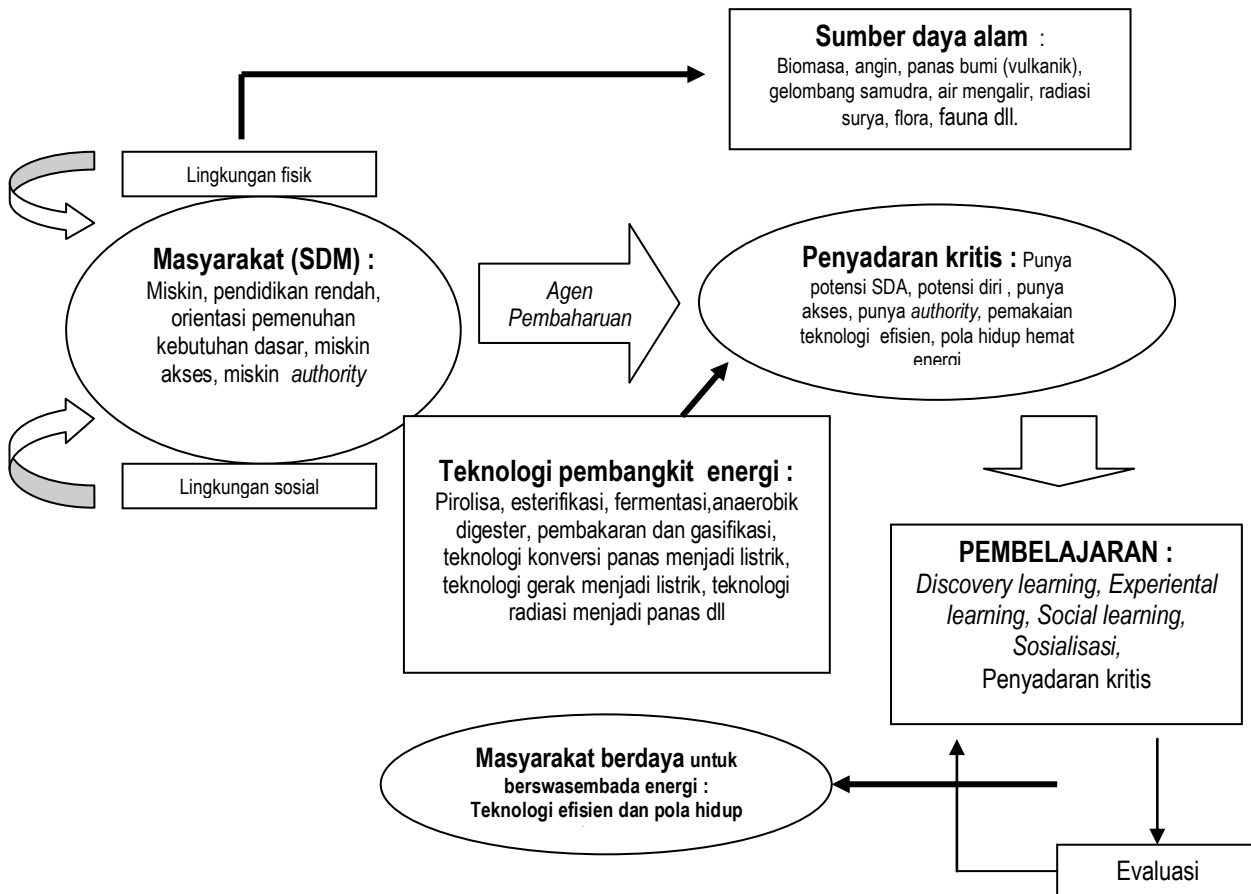 Sumber daya alam :
Biomasa, angin, panas bumi (vulkanik),
gelombang samudra, air mengalir, radiasi
surya, flora, fauna dll.
Lingkungan fisik
Masyarakat (SDM) :
Miskin, pendidikan rendah,
orientasi pemenuhan
kebutuhan dasar, miskin
akses, miskin authority
Lingkungan sosial
Agen
Pembaharuan
Penyadaran kritis : Punya
potensi SDA, potensi diri , punya
akses, punya authority, pemakaian
teknologi efisien, pola hidup hemat
energi
Teknologi pembangkit energi :
Pirolisa, esterifikasi, fermentasi,anaerobik
digester, pembakaran dan gasifikasi,
teknologi konversi panas menjadi listrik,
teknologi gerak menjadi listrik, teknologi
radiasi menjadi panas dll
PEMBELAJARAN :
Discovery learning, Experiental
learning, Social learning,
Sosialisasi,
Penyadaran kritis
Masyarakat berdaya untuk
berswasembada energi :
Teknologi efisien dan pola hidup
Evaluasi